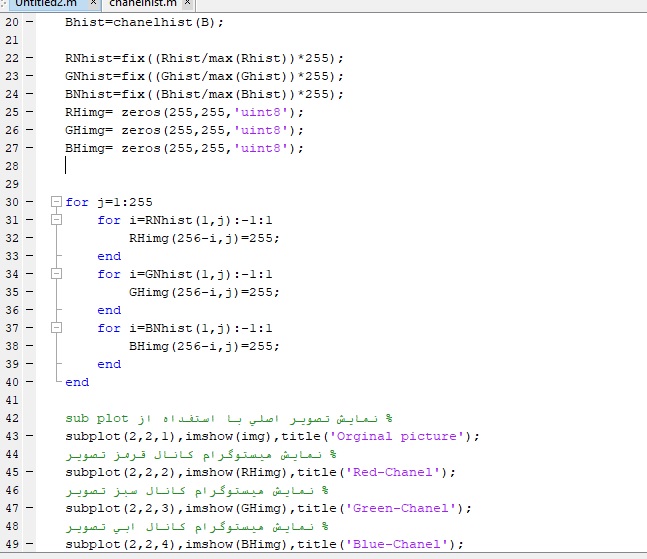 Untitled2.m × chanelhist.m ×
20 – Bhist=chanelhist(B);
21
22 – RNhist=fix((Rhist/max(Rhist))*255);
23 – GNhist=fix((Ghist/max(Ghist))*255);
24 – BNhist=fix((Bhist/max(Bhist))*255);
25 – RHimg= zeros(255,255,'uint8');
26 – GHimg= zeros(255,255,'uint8');
27 – BHimg= zeros(255,255,'uint8');
28
29
30 – for j=1:255
31 – for i=RNhist(1,j):-1:1
32 – RHimg(256-i,j)=255;
33 – end
34 – for i=GNhist(1,j):-1:1
35 – GHimg(256-i,j)=255;
36 – end
37 – for i=BNhist(1,j):-1:1
38 – BHimg(256-i,j)=255;
39 – end
40 – end
41
42 % نمایش تصویر اصلي با استفداه از sub plot
43 – subplot(2,2,1),imshow(img),title('Orginal picture');
44 % نمایش هیستوگرام کانال قرمز تصویر
45 – subplot(2,2,2),imshow(RHimg),title('Red-Chanel');
46 % نمایش هیستوگرام کانال سبز تصویر
47 – subplot(2,2,3),imshow(GHimg),title('Green-Chanel');
48 % نمایش هیستوگرام کانال ابي تصویر
49 – subplot(2,2,4),imshow(BHimg),title('Blue-Chanel');